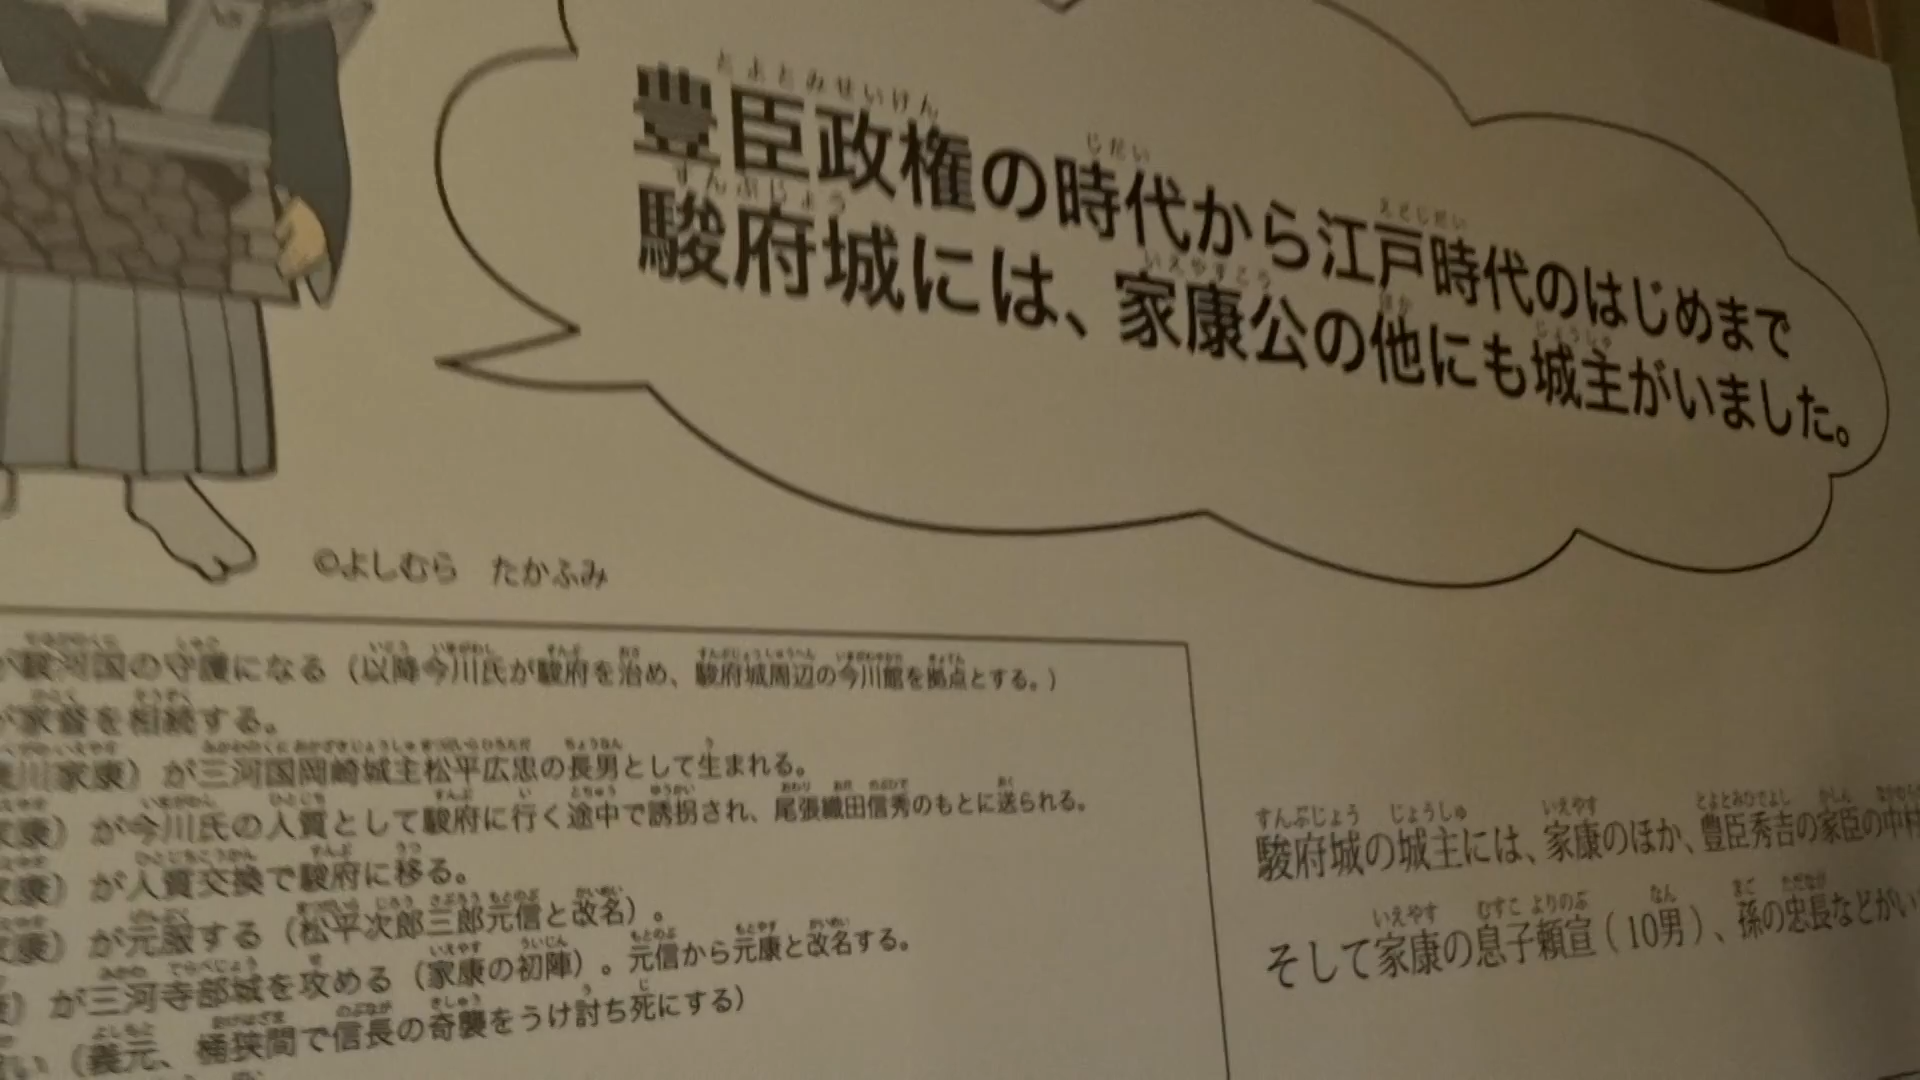 豊臣政権の時代から江戸時代のはじめまで
駿府城には、家康公の他にも城主がいました。
©よしむら たかふみ
が駿河国の守護になる（以降今川氏が駿府を治め、駿府城周辺の今川館を拠点とする。）
が家督を相続する。
川家康）が三河国岡崎城主松平広忠の長男として生まれる。
康）が今川氏の人質として駿府に行く途中で誘拐され、尾張織田信秀のもとに送られる。
康）が人質交換で駿府に移る。
康）が元服する（松平次郎三郎元信と改名）。
）が三河寺部城を攻める（家康の初陣）。元信から元康と改名する。
い（義元、桶狭間で信長の奇襲をうけ討ち死にする）
駿府城の城主には、家康のほか、豊臣秀吉の家臣の中村
そして家康の息子頼宣（10男）、孫の忠長などがい